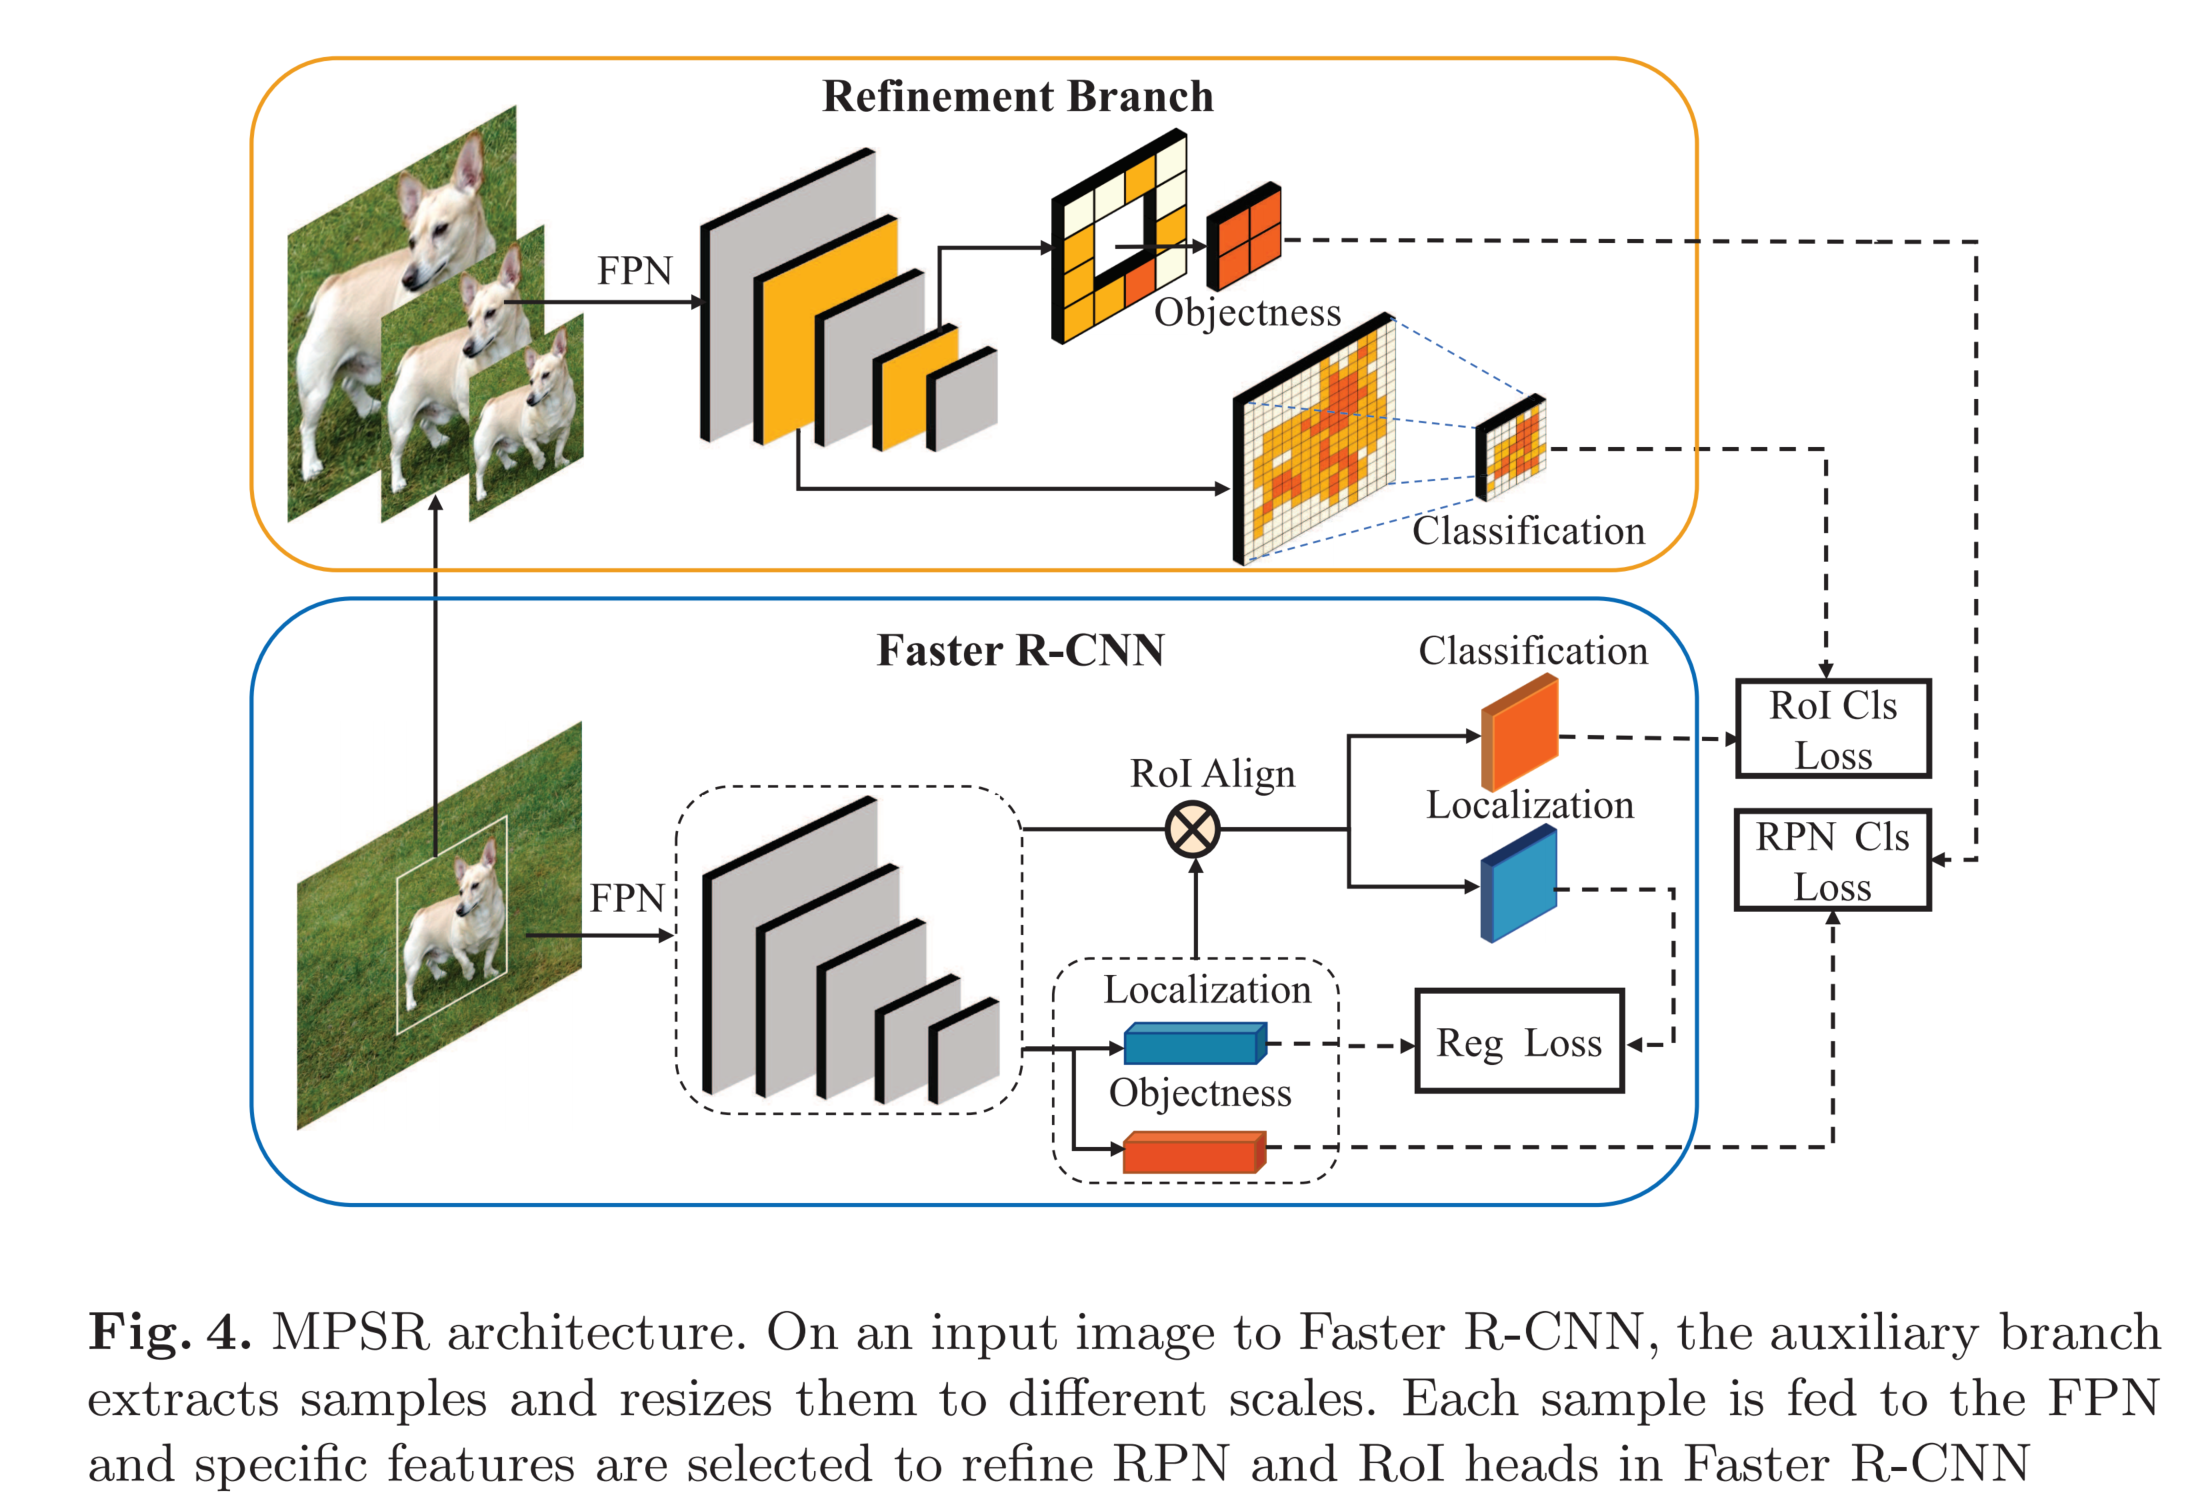 Refinement Branch
FPN
Objectness
Classification
Faster R-CNN
Classification
RoI Cls
Loss
RoI Align
Localization
RPN Cls
Loss
FPN
Localization
Reg Loss
Objectness
Fig. 4. MPSR architecture. On an input image to Faster R-CNN, the auxiliary branch
extracts samples and resizes them to different scales. Each sample is fed to the FPN
and specific features are selected to refine RPN and RoI heads in Faster R-CNN